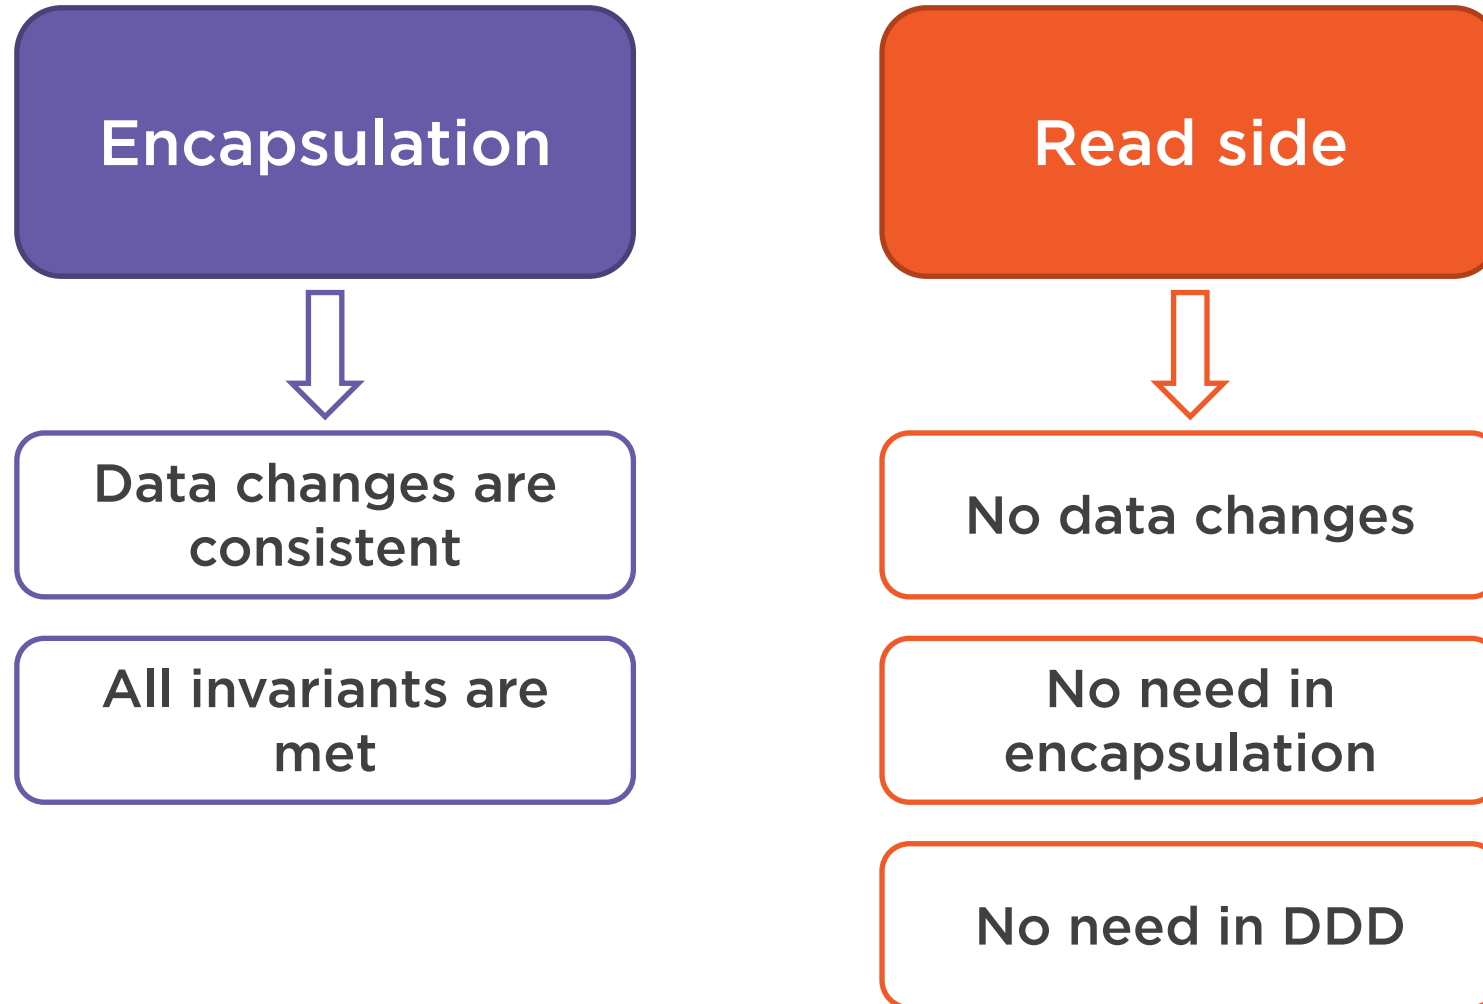 Encapsulation
Data changes are
consistent
All invariants are
met
Read side
No data changes
No need in
encapsulation
No need in DDD